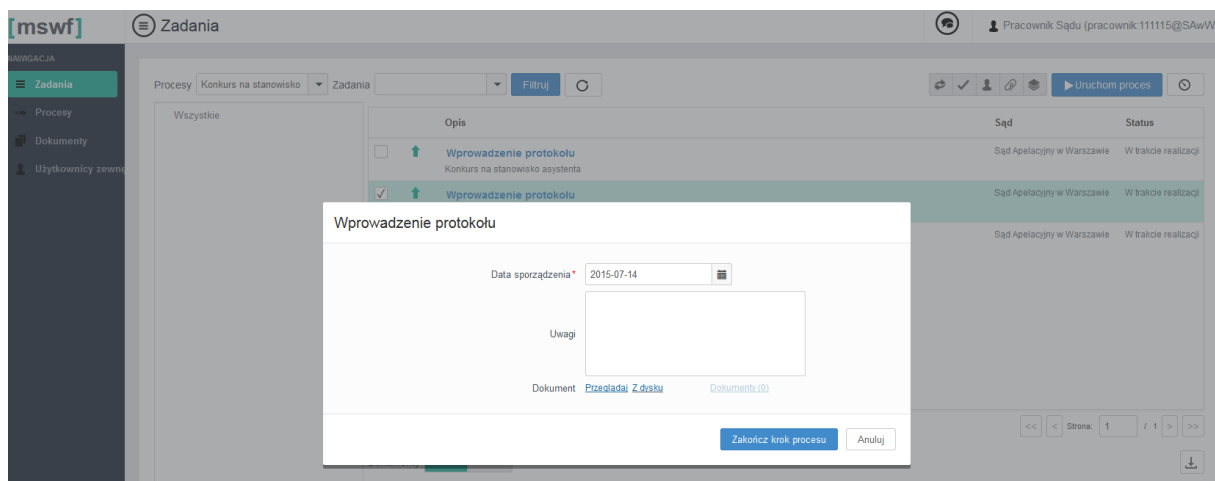 [mswf] Zadania Pracownik Sądu (pracownik:111115@SAwW
NAWIGACJA
Zadania
Procesy
Dokumenty
Użytkownicy zewnę
Procesy Konkurs na stanowisko Zadania Filtruj Uruchom proces
Wszystkie
Opis Sąd Status
Wprowadzenie protokołu Sąd Apelacyjny w Warszawie W trakcie realizacji
Konkurs na stanowisko asystenta
Wprowadzenie protokołu Sąd Apelacyjny w Warszawie W trakcie realizacji
Sąd Apelacyjny w Warszawie W trakcie realizacji
Wprowadzenie protokołu
Data sporządzenia* 2015-07-14
Uwagi
Dokument Przeglądaj Z dysku Dokumenty (0)
Zakończ krok procesu Anuluj
<< < Strona: 1 / 1 > >>